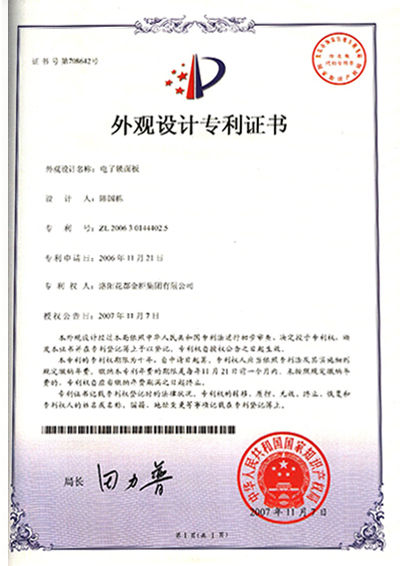 证书号第708642号
外观设计专利证书
外观设计名称：电子锁面板
设 计 人：陈国机
专 利 号：ZL 2006 3 0144402.5
专利申请日：2006年11月21日
专 利 权 人：洛阳花都金柜集团有限公司
授权公告日：2007年11月7日
本外观设计经过本局依照中华人民共和国专利法进行初步审查，决定授予专利权，颁
发本证书并在专利登记簿上予以登记。专利权自授权公告之日起生效。
本专利的专利权期限为十年，自申请日起算。专利权人应当依照专利法及其实施细则
规定缴纳年费。缴纳本专利年费的期限是每年11月21日前一个月内。未按照规定缴纳年
费的，专利权自应当缴纳年费期满之日起终止。
专利证书记载专利权登记时的法律状况。专利权的转移、质押、无效、终止、恢复和
专利权人的姓名或名称、国籍、地址变更等事项记载在专利登记簿上。
局长 田力普
中华人民共和国国家知识产权局
2007年11月7日
第1页（共1页）